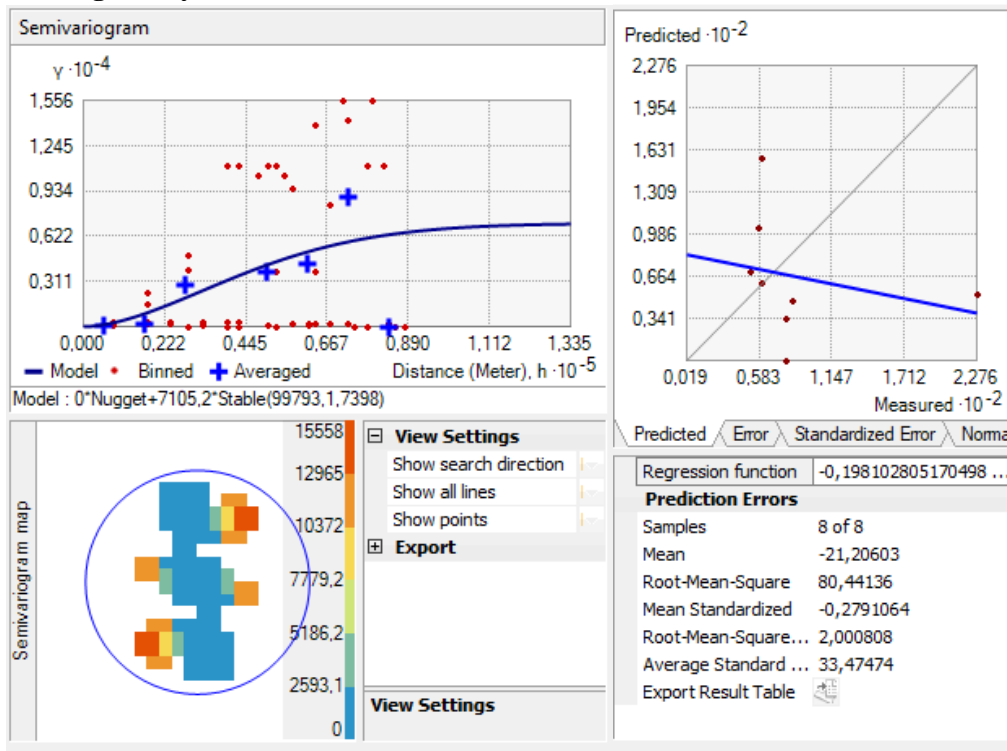 Semivariogram
γ ·10⁻⁴
1,556
1,245
0,934
0,622
0,311
0,000 0,222 0,445 0,667 0,890 1,112 1,335
Model Binned Averaged Distance (Meter), h ·10⁻⁵
Model : 0*Nugget+7105,2*Stable(99793,1,7398)
Predicted ·10⁻²
2,276
1,954
1,631
1,309
0,986
0,664
0,341
0,019 0,583 1,147 1,712 2,276
Measured ·10⁻²
Predicted Error Standardized Error Norma
Semivariogram map
15558
12965
10372
7779,2
5186,2
2593,1
0
View Settings
Show search direction
Show all lines
Show points
Export
View Settings
Regression function -0,198102805170498 ...
Prediction Errors
Samples 8 of 8
Mean -21,20603
Root-Mean-Square 80,44136
Mean Standardized -0,2791064
Root-Mean-Square... 2,000808
Average Standard ... 33,47474
Export Result Table